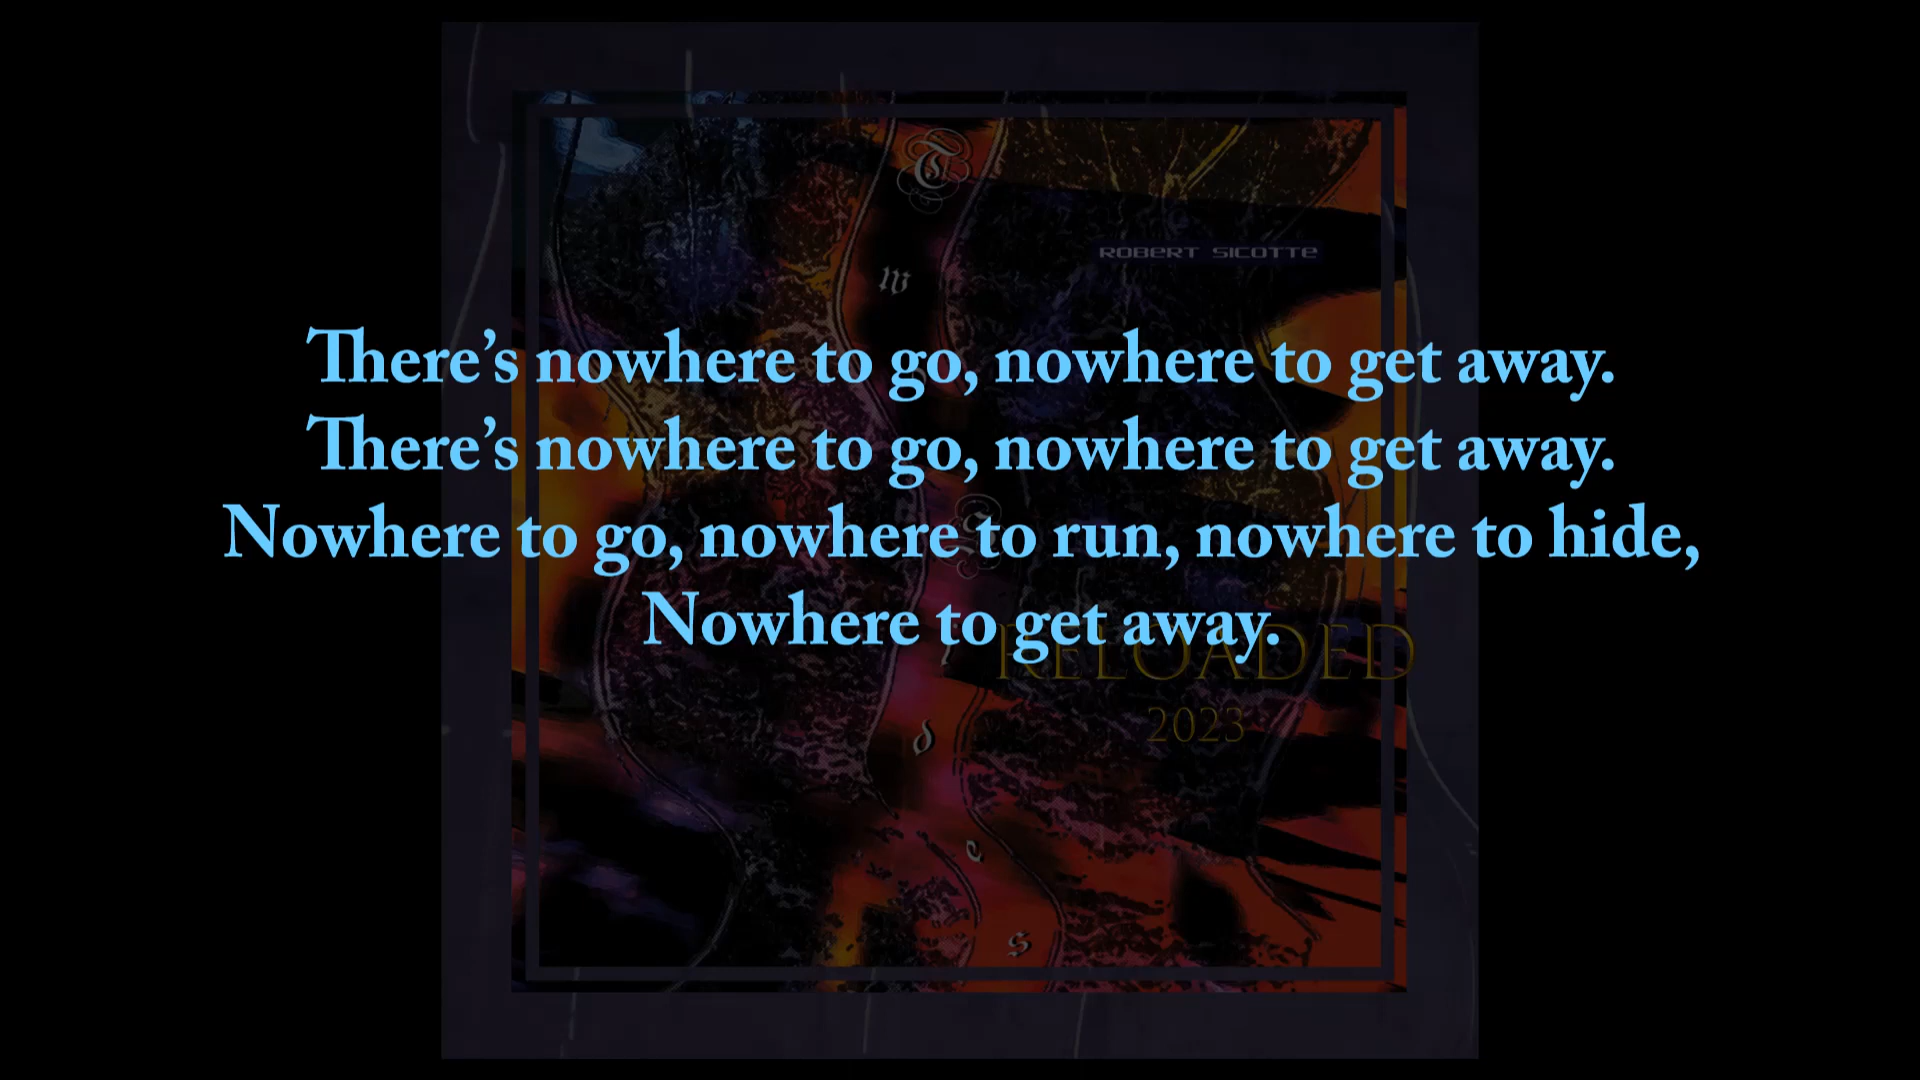 T
ROBERT SICOTTE
w
There’s nowhere to go, nowhere to get away.
There’s nowhere to go, nowhere to get away.
Nowhere to go, nowhere to run, nowhere to hide,
Nowhere to get away.
RELOADED
2023
d
e
s